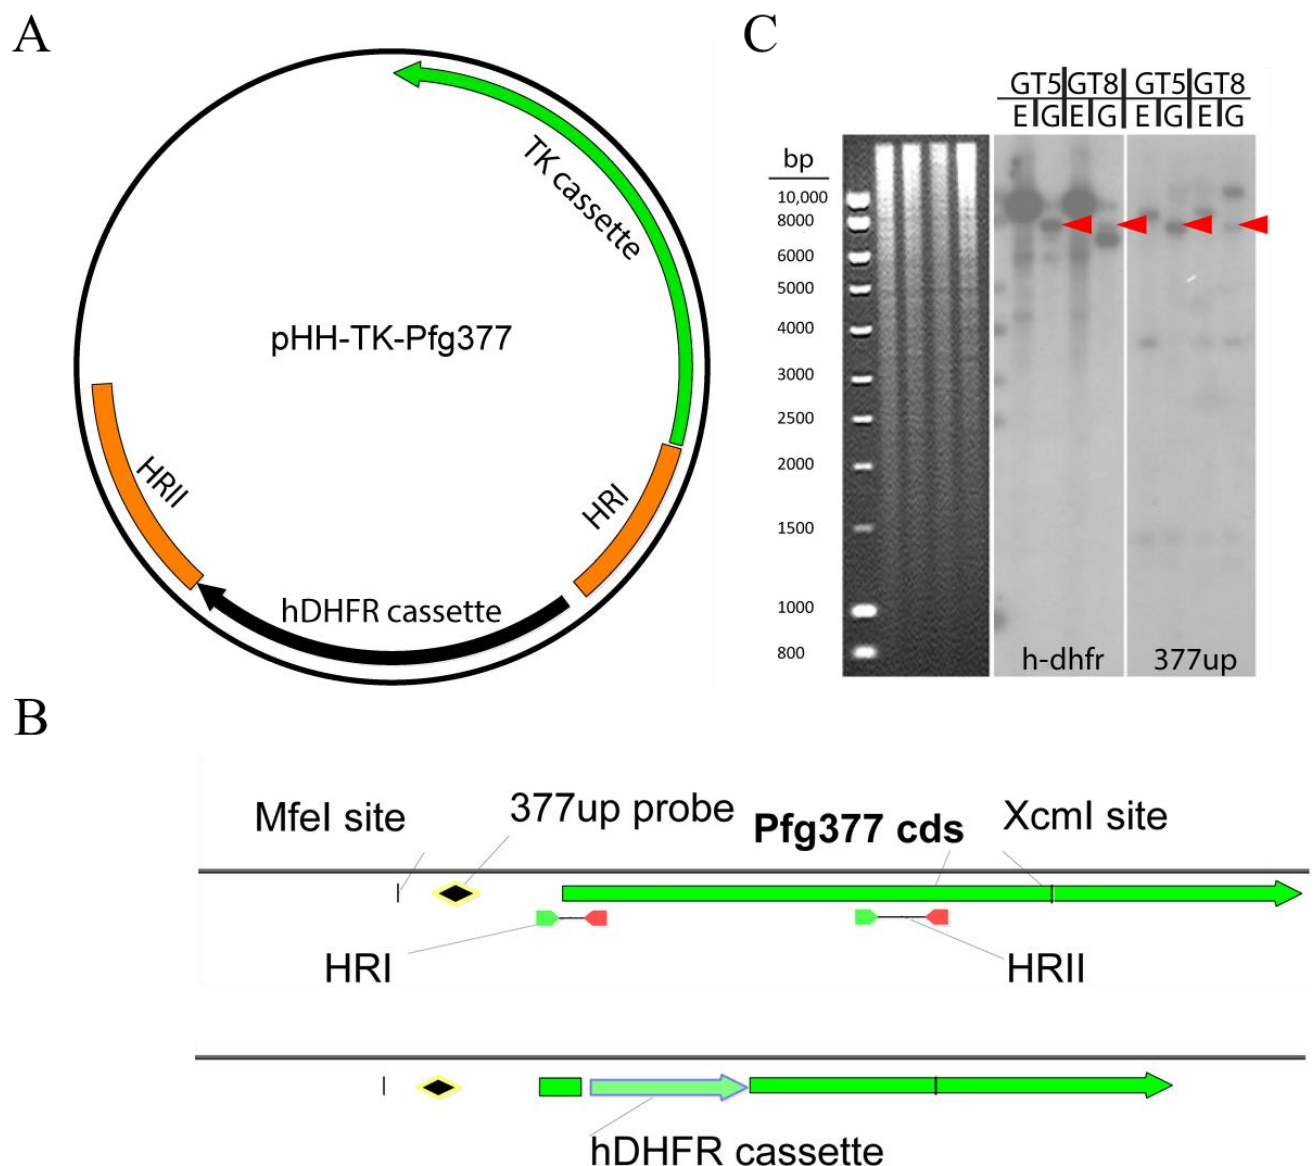 A
TK cassette
pHH-TK-Pfg377
HRII
HRI
hDHFR cassette
C
GT5 GT8 GT5 GT8
E G E G E G E G
bp
10,000
8000
6000
5000
4000
3000
2500
2000
1500
1000
800
h-dhfr 377up
B
MfeI site 377up probe Pfg377 cds XcmI site
HRI HRII
hDHFR cassette